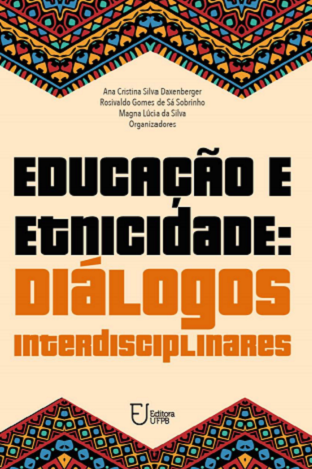 Ana Cristina Silva Daxenberger
Rosivaldo Gomes de Sá Sobrinho
Magna Lúcia da Silva
Organizadores
EDUCAÇÃO E
ETNICIDADE:
DIÁLOGOS
INTERDISCIPLINARES
Editora
UFPB